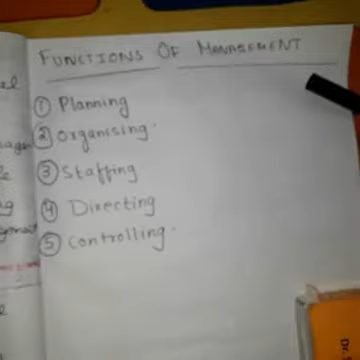 FUNCTIONS OF MANAGEMENT
① Planning
② Organising
③ Staffing
④ Directing
⑤ Controlling